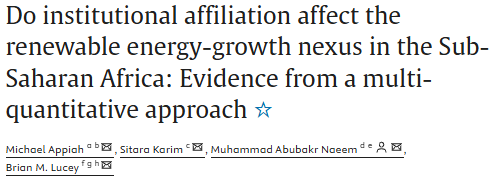 Do institutional affiliation affect the
renewable energy-growth nexus in the Sub-
Saharan Africa: Evidence from a multi-
quantitative approach ☆
Michael Appiah a b, Sitara Karim c, Muhammad Abubakr Naeem d e,
Brian M. Lucey f g h